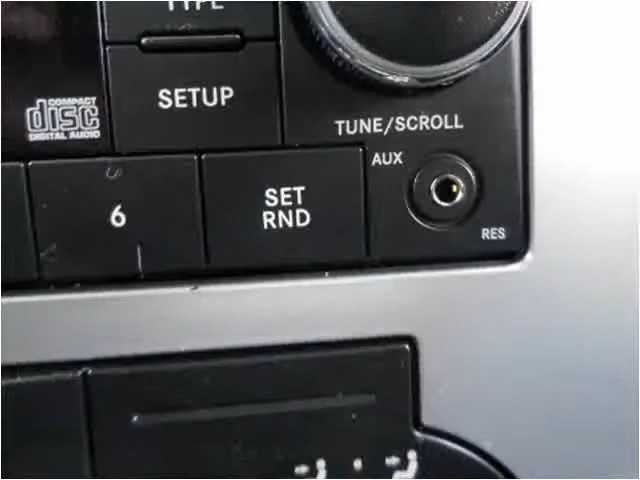 TYPE
SETUP
COMPACT
disc
DIGITAL AUDIO
TUNE/SCROLL
AUX
6
SET
RND
RES